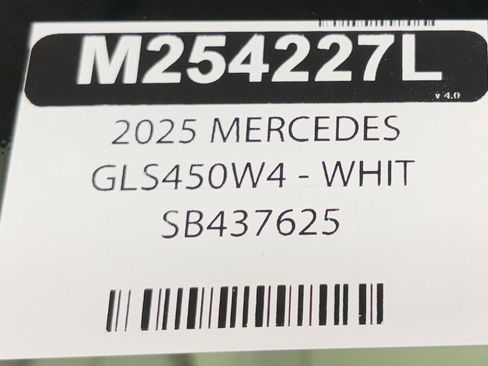 M254227L
v 4.0
2025 MERCEDES
GLS450W4 - WHIT
SB437625